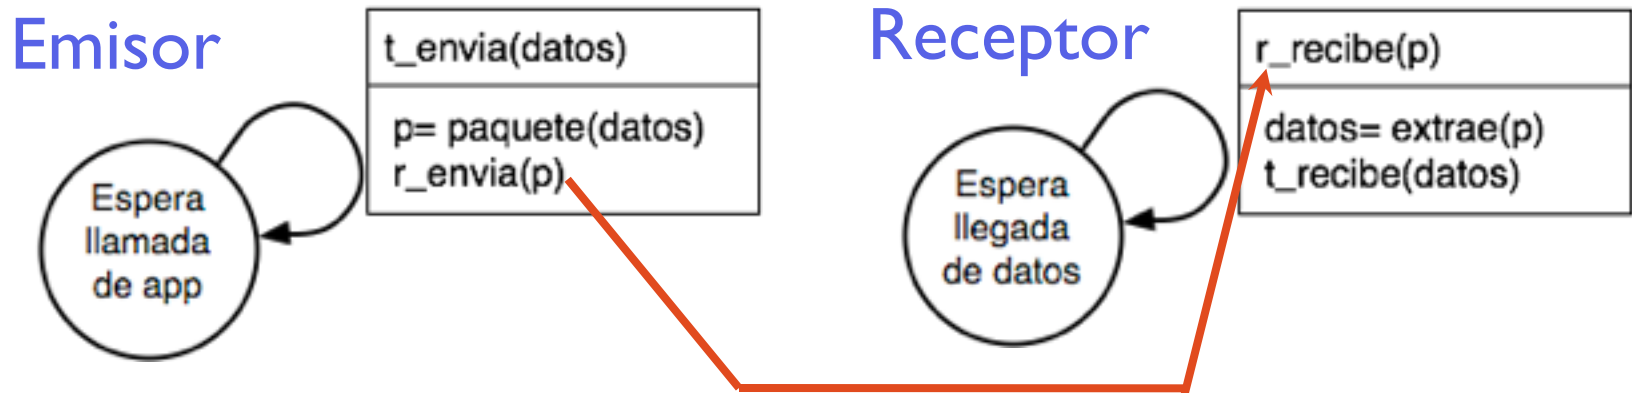 Emisor
t_envia(datos)
p= paquete(datos)
r_envia(p)
Espera
llamada
de app
Receptor
r_recibe(p)
datos= extrae(p)
t_recibe(datos)
Espera
llegada
de datos